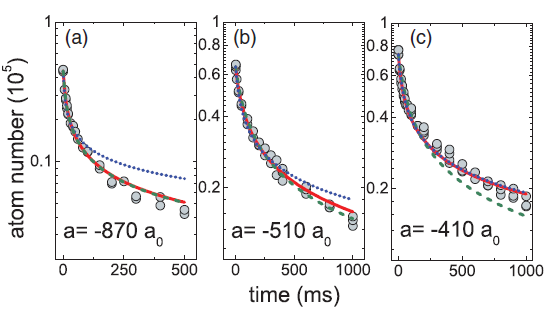 (a) (b) (c)
1 1 1
0.8 0.8
0.6 0.6
0.4 0.4
0.1
0.2 0.2
atom number (10⁵)
a= -870 a₀ a= -510 a₀ a= -410 a₀
0 250 500 0 500 1000 0 500 1000
time (ms)